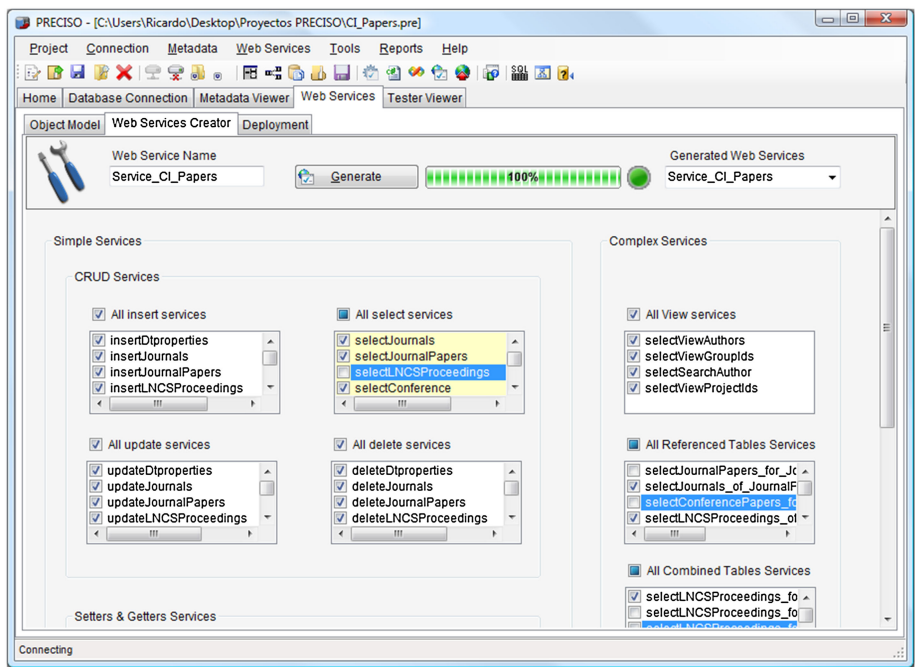 PRECISO - [C:\Users\Ricardo\Desktop\Proyectos PRECISO\CI_Papers.pre]
Project Connection Metadata Web Services Tools Reports Help
SQL
Home Database Connection Metadata Viewer Web Services Tester Viewer
Object Model Web Services Creator Deployment
Web Service Name
Service_CI_Papers
Generate
100%
Generated Web Services
Service_CI_Papers
Simple Services
CRUD Services
All insert services
insertDtproperties
insertJournals
insertJournalPapers
insertLNCSProceedings
All select services
selectJournals
selectJournalPapers
selectLNCSProceedings
selectConference
All update services
updateDtproperties
updateJournals
updateJournalPapers
updateLNCSProceedings
All delete services
deleteDtproperties
deleteJournals
deleteJournalPapers
deleteLNCSProceedings
Setters & Getters Services
Complex Services
All View services
selectViewAuthors
selectViewGroupIds
selectSearchAuthor
selectViewProjectIds
All Referenced Tables Services
selectJournalPapers_for_Jc
selectJournals_of_JournalF
selectConferencePapers_fo
selectLNCSProceedings_of
All Combined Tables Services
selectLNCSProceedings_fo
selectLNCSProceedings_fo
selectLNCSProceedings_fo
Connecting